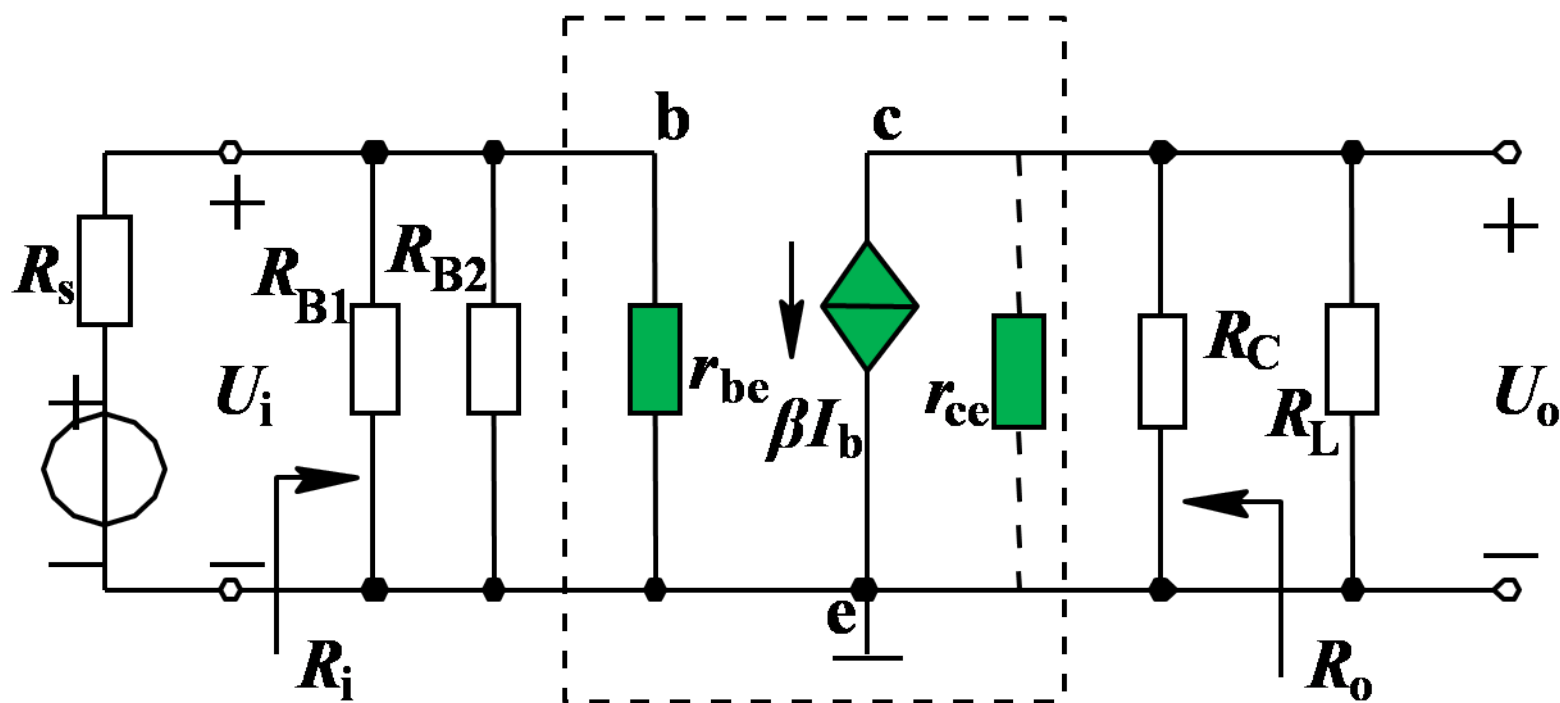 b
c
+
+
R_s
R_B1
R_B2
R_C
+
U_i
r_be
βI_b
r_ce
R_L
U_o
−
−
−
e
R_i
R_o